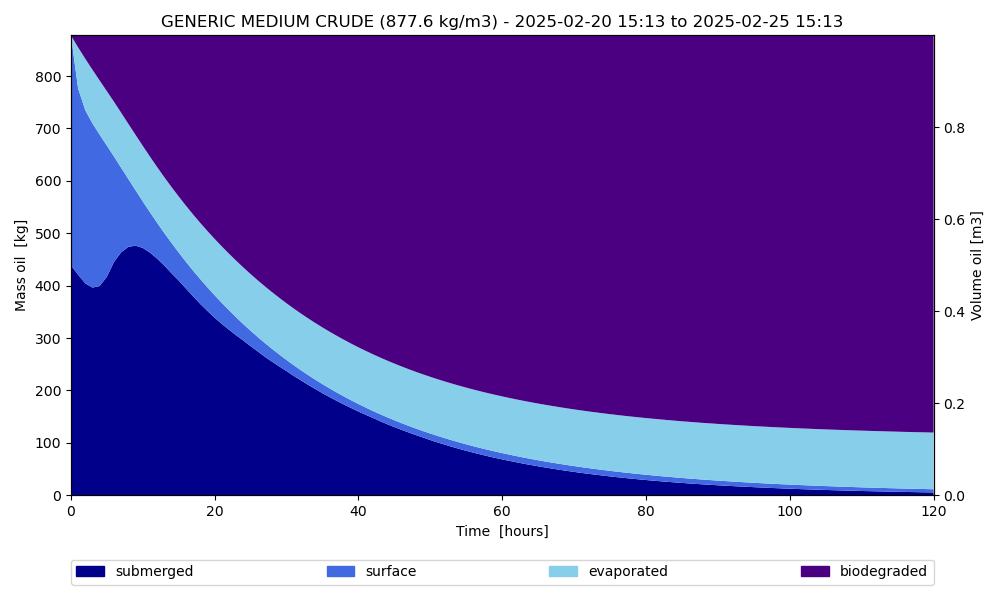 GENERIC MEDIUM CRUDE (877.6 kg/m3) - 2025-02-20 15:13 to 2025-02-25 15:13
Mass oil [kg]
800
700
600
500
400
300
200
100
0
0.8
0.6
0.4
0.2
0.0
Volume oil [m3]
0 20 40 60 80 100 120
Time [hours]
submerged surface evaporated biodegraded